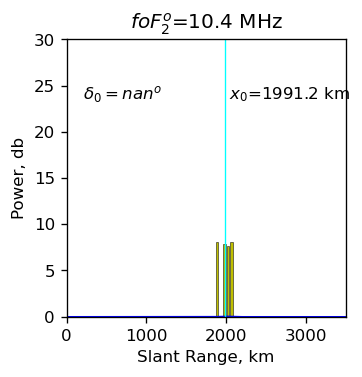 foF₂ᵒ=10.4 MHz
30
δ₀ = nanᵒ
x₀=1991.2 km
25
20
15
10
5
0
Power, db
0 1000 2000 3000
Slant Range, km